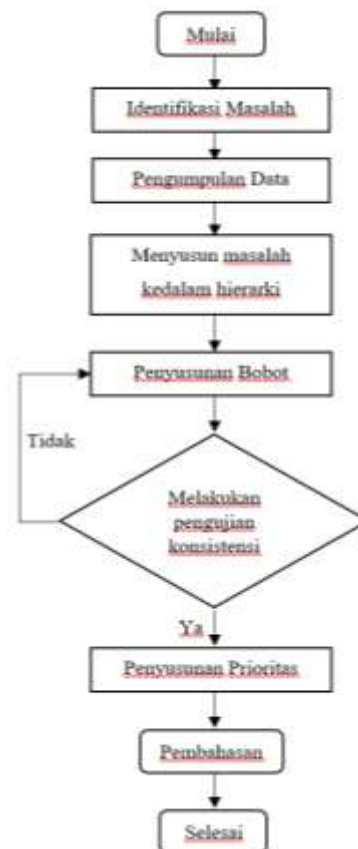 Mulai
Identifikasi Masalah
Pengumpulan Data
Menyusun masalah
kedalam hierarki
Penyusunan Bobot
Tidak
Melakukan
pengujian
konsistensi
Ya
Penyusunan Prioritas
Pembahasan
Selesai